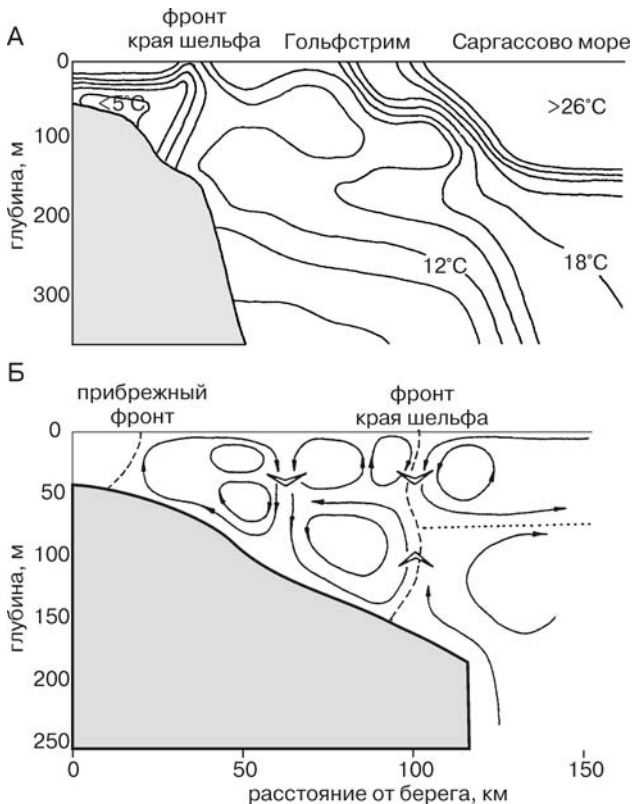 А
фронт
края шельфа
Гольфстрим
Саргассово море
0
100
200
300
глубина, м
<5°C
>26°C
12°C
18°C
Б
прибрежный
фронт
фронт
края шельфа
0
50
100
150
200
250
глубина, м
0
50
100
150
расстояние от берега, км